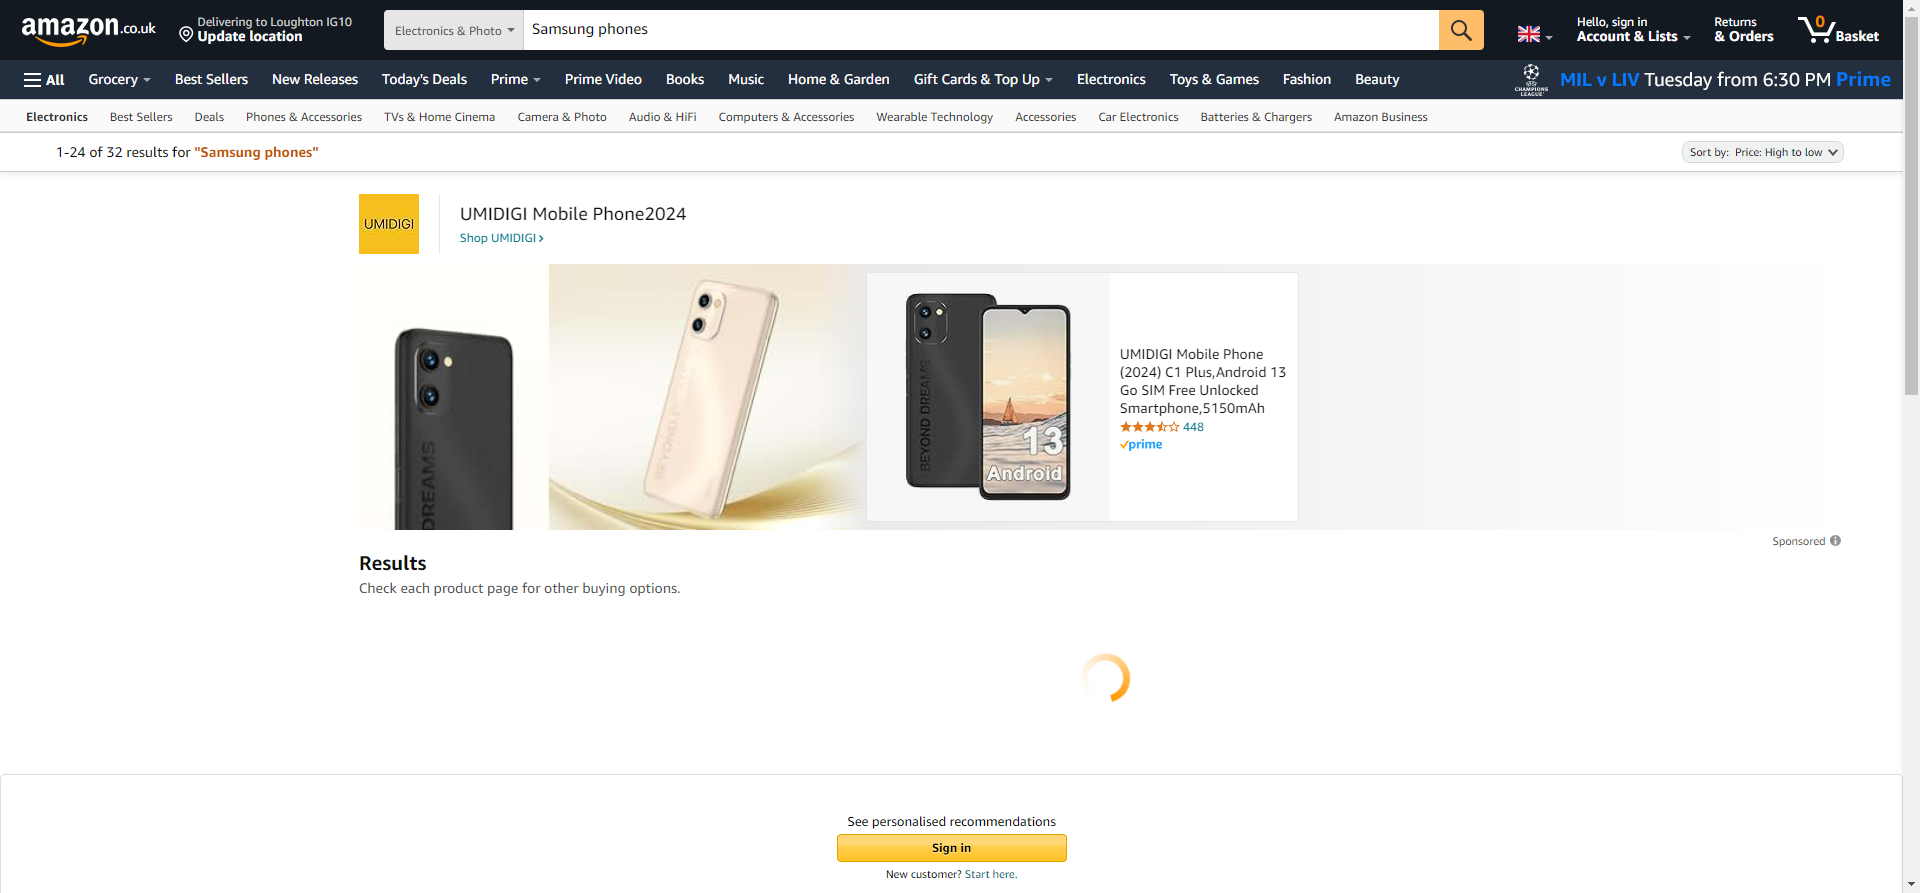 amazon.co.uk
Delivering to Loughton IG10
Update location
Electronics & Photo
Samsung phones
Hello, sign in
Account & Lists
Returns
& Orders
0
Basket
All
Grocery
Best Sellers
New Releases
Today's Deals
Prime
Prime Video
Books
Music
Home & Garden
Gift Cards & Top Up
Electronics
Toys & Games
Fashion
Beauty
CHAMPIONS
LEAGUE
MIL v LIV Tuesday from 6:30 PM Prime
Electronics
Best Sellers
Deals
Phones & Accessories
TVs & Home Cinema
Camera & Photo
Audio & HiFi
Computers & Accessories
Wearable Technology
Accessories
Car Electronics
Batteries & Chargers
Amazon Business
1-24 of 32 results for "Samsung phones"
Sort by: Price: High to low
UMIDIGI
UMIDIGI Mobile Phone2024
Shop UMIDIGI
DREAMS
BEYOND DREAMS
BEYOND DREAMS
13
Android
UMIDIGI Mobile Phone
(2024) C1 Plus,Android 13
Go SIM Free Unlocked
Smartphone,5150mAh
448
prime
Sponsored
Results
Check each product page for other buying options.
See personalised recommendations
Sign in
New customer? Start here.